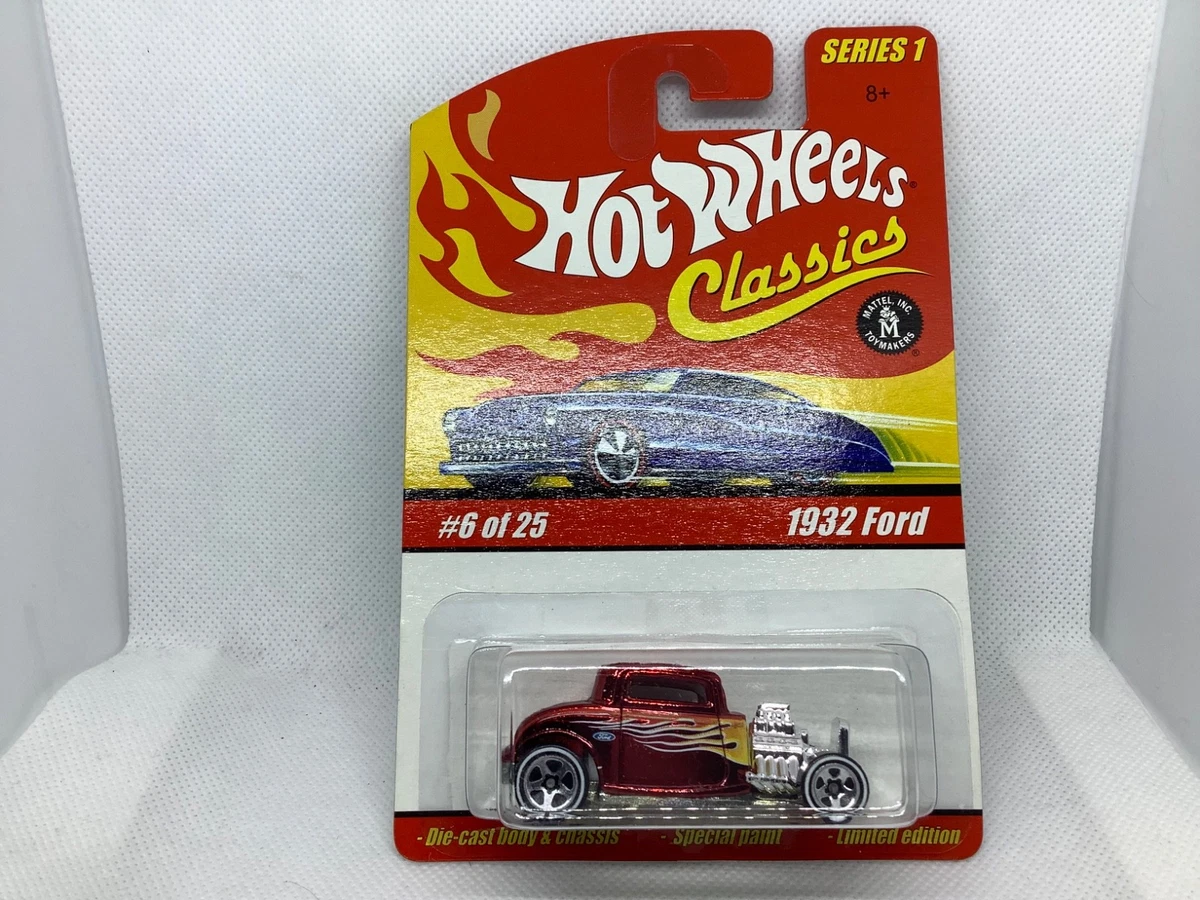 SERIES 1
8+
Hot Wheels®
Classics
MATTEL, INC.
M
TOYMAKERS
®
#6 of 25
1932 Ford
Ford
- Die-cast body & chassis - Special paint - Limited edition